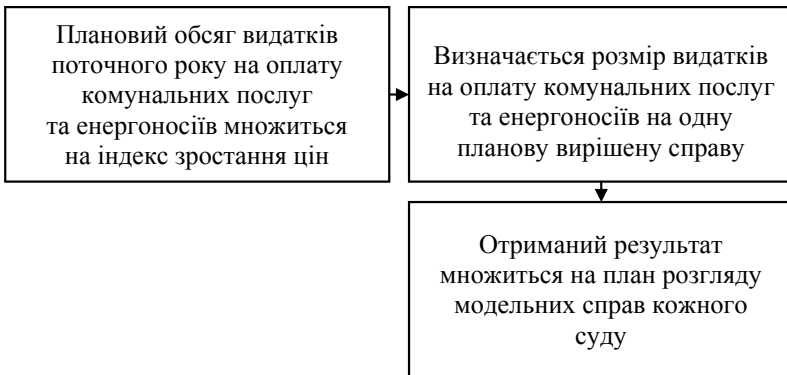 Плановий обсяг видатків
поточного року на оплату
комунальних послуг
та енергоносіїв множиться
на індекс зростання цін
Визначається розмір видатків
на оплату комунальних послуг
та енергоносіїв на одну
планову вирішену справу
Отриманий результат
множиться на план розгляду
модельних справ кожного
суду